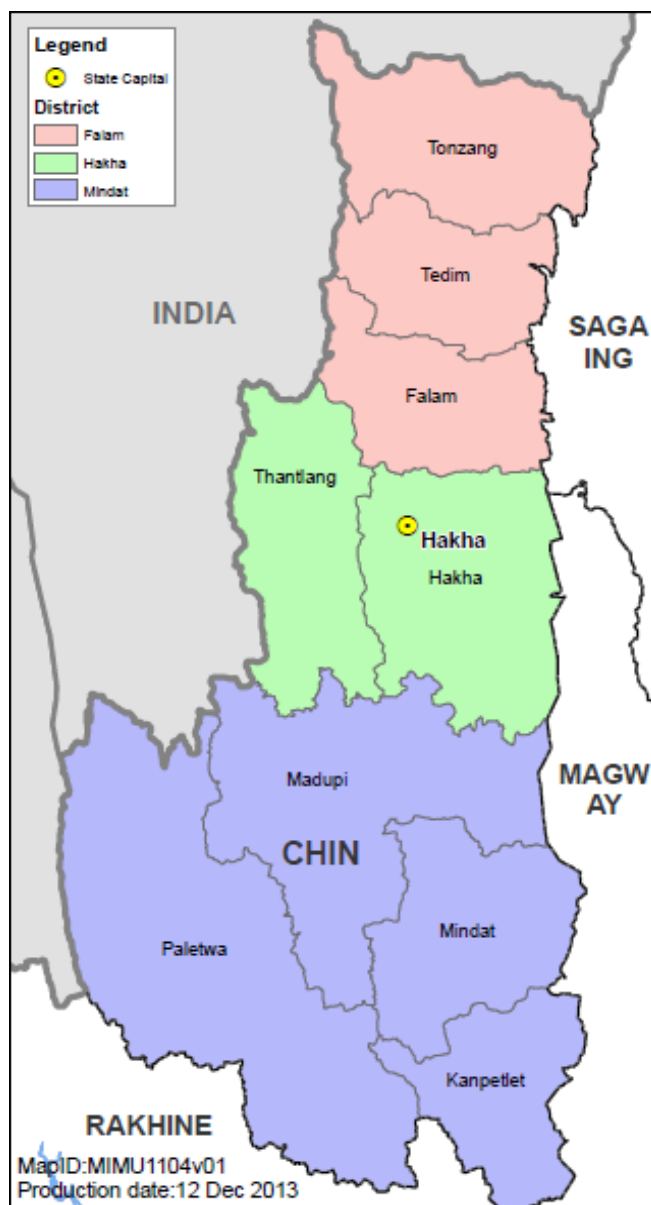 Legend
State Capital
District
Falam
Hakha
Mindat
Tonzang
Tedim
INDIA
SAGA
ING
Falam
Thantlang
Hakha
Hakha
Madupi
MAGW
AY
CHIN
Mindat
Paletwa
Kanpetlet
RAKHINE
MapID:MIMU1104v01
Production date:12 Dec 2013